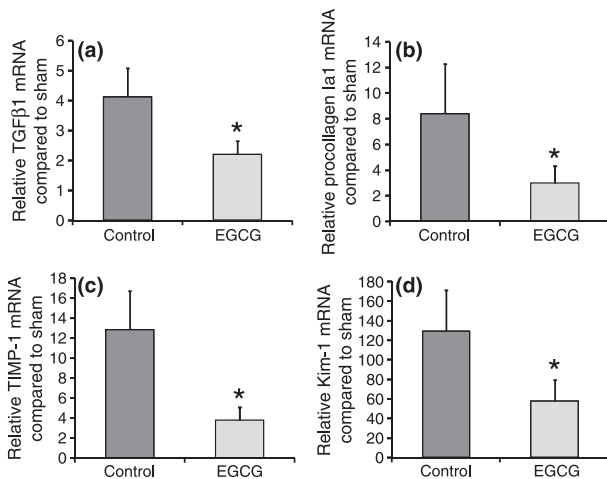 (a)
Relative TGFβ1 mRNA
compared to sham
6
5
4
3
2
1
0
*
Control
EGCG
(b)
Relative procollagen Ia1 mRNA
compared to sham
14
12
10
8
6
4
2
0
*
Control
EGCG
(c)
Relative TIMP-1 mRNA
compared to sham
18
16
14
12
10
8
6
4
2
0
*
Control
EGCG
(d)
Relative Kim-1 mRNA
compared to sham
180
160
140
120
100
80
60
40
20
0
*
Control
EGCG